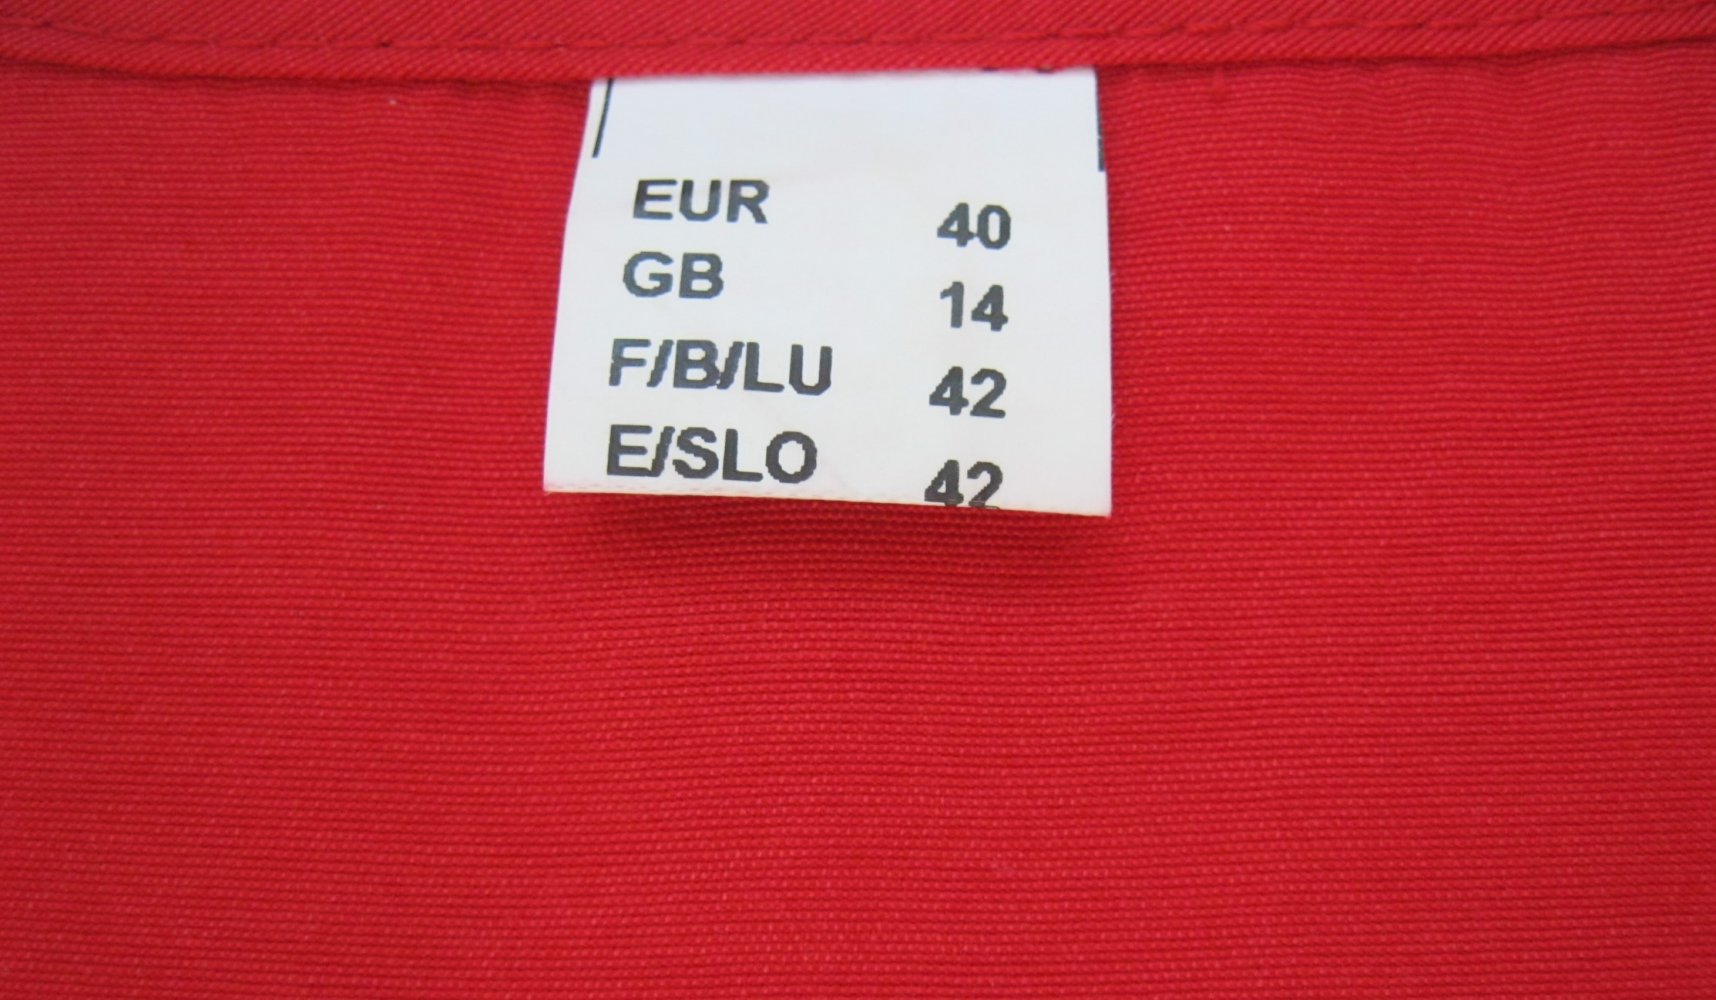 EUR 40
GB 14
F/B/LU 42
E/SLO 42